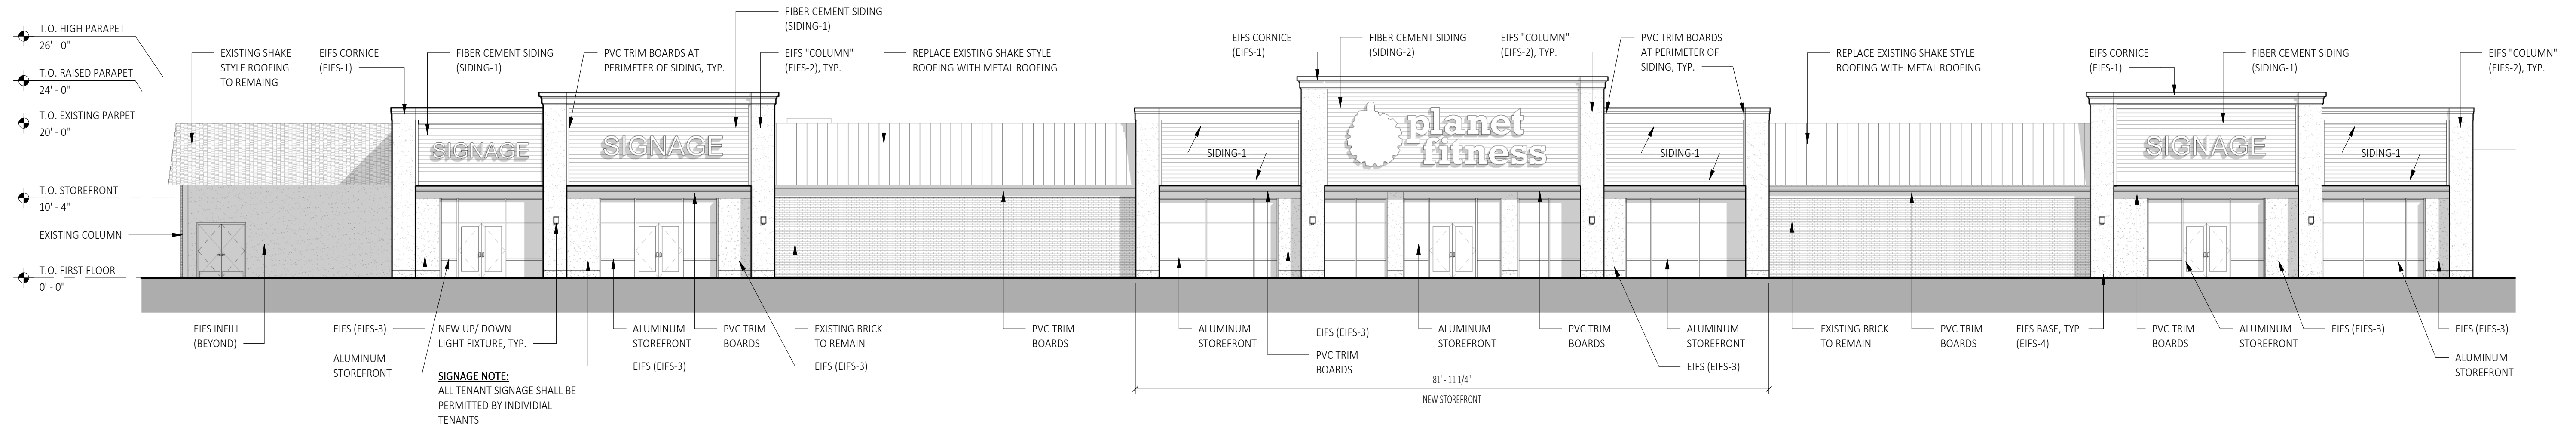 T.O. HIGH PARAPET
26' - 0"
T.O. RAISED PARAPET
24' - 0"
T.O. EXISTING PARPET
20' - 0"
T.O. STOREFRONT
10' - 4"
EXISTING COLUMN
T.O. FIRST FLOOR
0' - 0"
EXISTING SHAKE
STYLE ROOFING
TO REMAING
EIFS CORNICE
(EIFS-1)
FIBER CEMENT SIDING
(SIDING-1)
PVC TRIM BOARDS AT
PERIMETER OF SIDING, TYP.
FIBER CEMENT SIDING
(SIDING-1)
EIFS "COLUMN"
(EIFS-2), TYP.
REPLACE EXISTING SHAKE STYLE
ROOFING WITH METAL ROOFING
EIFS CORNICE
(EIFS-1)
FIBER CEMENT SIDING
(SIDING-2)
EIFS "COLUMN"
(EIFS-2), TYP.
PVC TRIM BOARDS
AT PERIMETER OF
SIDING, TYP.
REPLACE EXISTING SHAKE STYLE
ROOFING WITH METAL ROOFING
EIFS CORNICE
(EIFS-1)
FIBER CEMENT SIDING
(SIDING-1)
EIFS "COLUMN"
(EIFS-2), TYP.
SIGNAGE
SIGNAGE
SIDING-1
planet
fitness
SIDING-1
SIGNAGE
SIDING-1
EIFS INFILL
(BEYOND)
EIFS (EIFS-3)
ALUMINUM
STOREFRONT
NEW UP/ DOWN
LIGHT FIXTURE, TYP.
SIGNAGE NOTE:
ALL TENANT SIGNAGE SHALL BE
PERMITTED BY INDIVIDIAL
TENANTS
ALUMINUM
STOREFRONT
EIFS (EIFS-3)
PVC TRIM
BOARDS
EIFS (EIFS-3)
EXISTING BRICK
TO REMAIN
PVC TRIM
BOARDS
ALUMINUM
STOREFRONT
EIFS (EIFS-3)
PVC TRIM
BOARDS
ALUMINUM
STOREFRONT
PVC TRIM
BOARDS
ALUMINUM
STOREFRONT
EIFS (EIFS-3)
81' - 11 1/4"
NEW STOREFRONT
EXISTING BRICK
TO REMAIN
PVC TRIM
BOARDS
EIFS BASE, TYP
(EIFS-4)
PVC TRIM
BOARDS
ALUMINUM
STOREFRONT
EIFS (EIFS-3)
EIFS (EIFS-3)
ALUMINUM
STOREFRONT